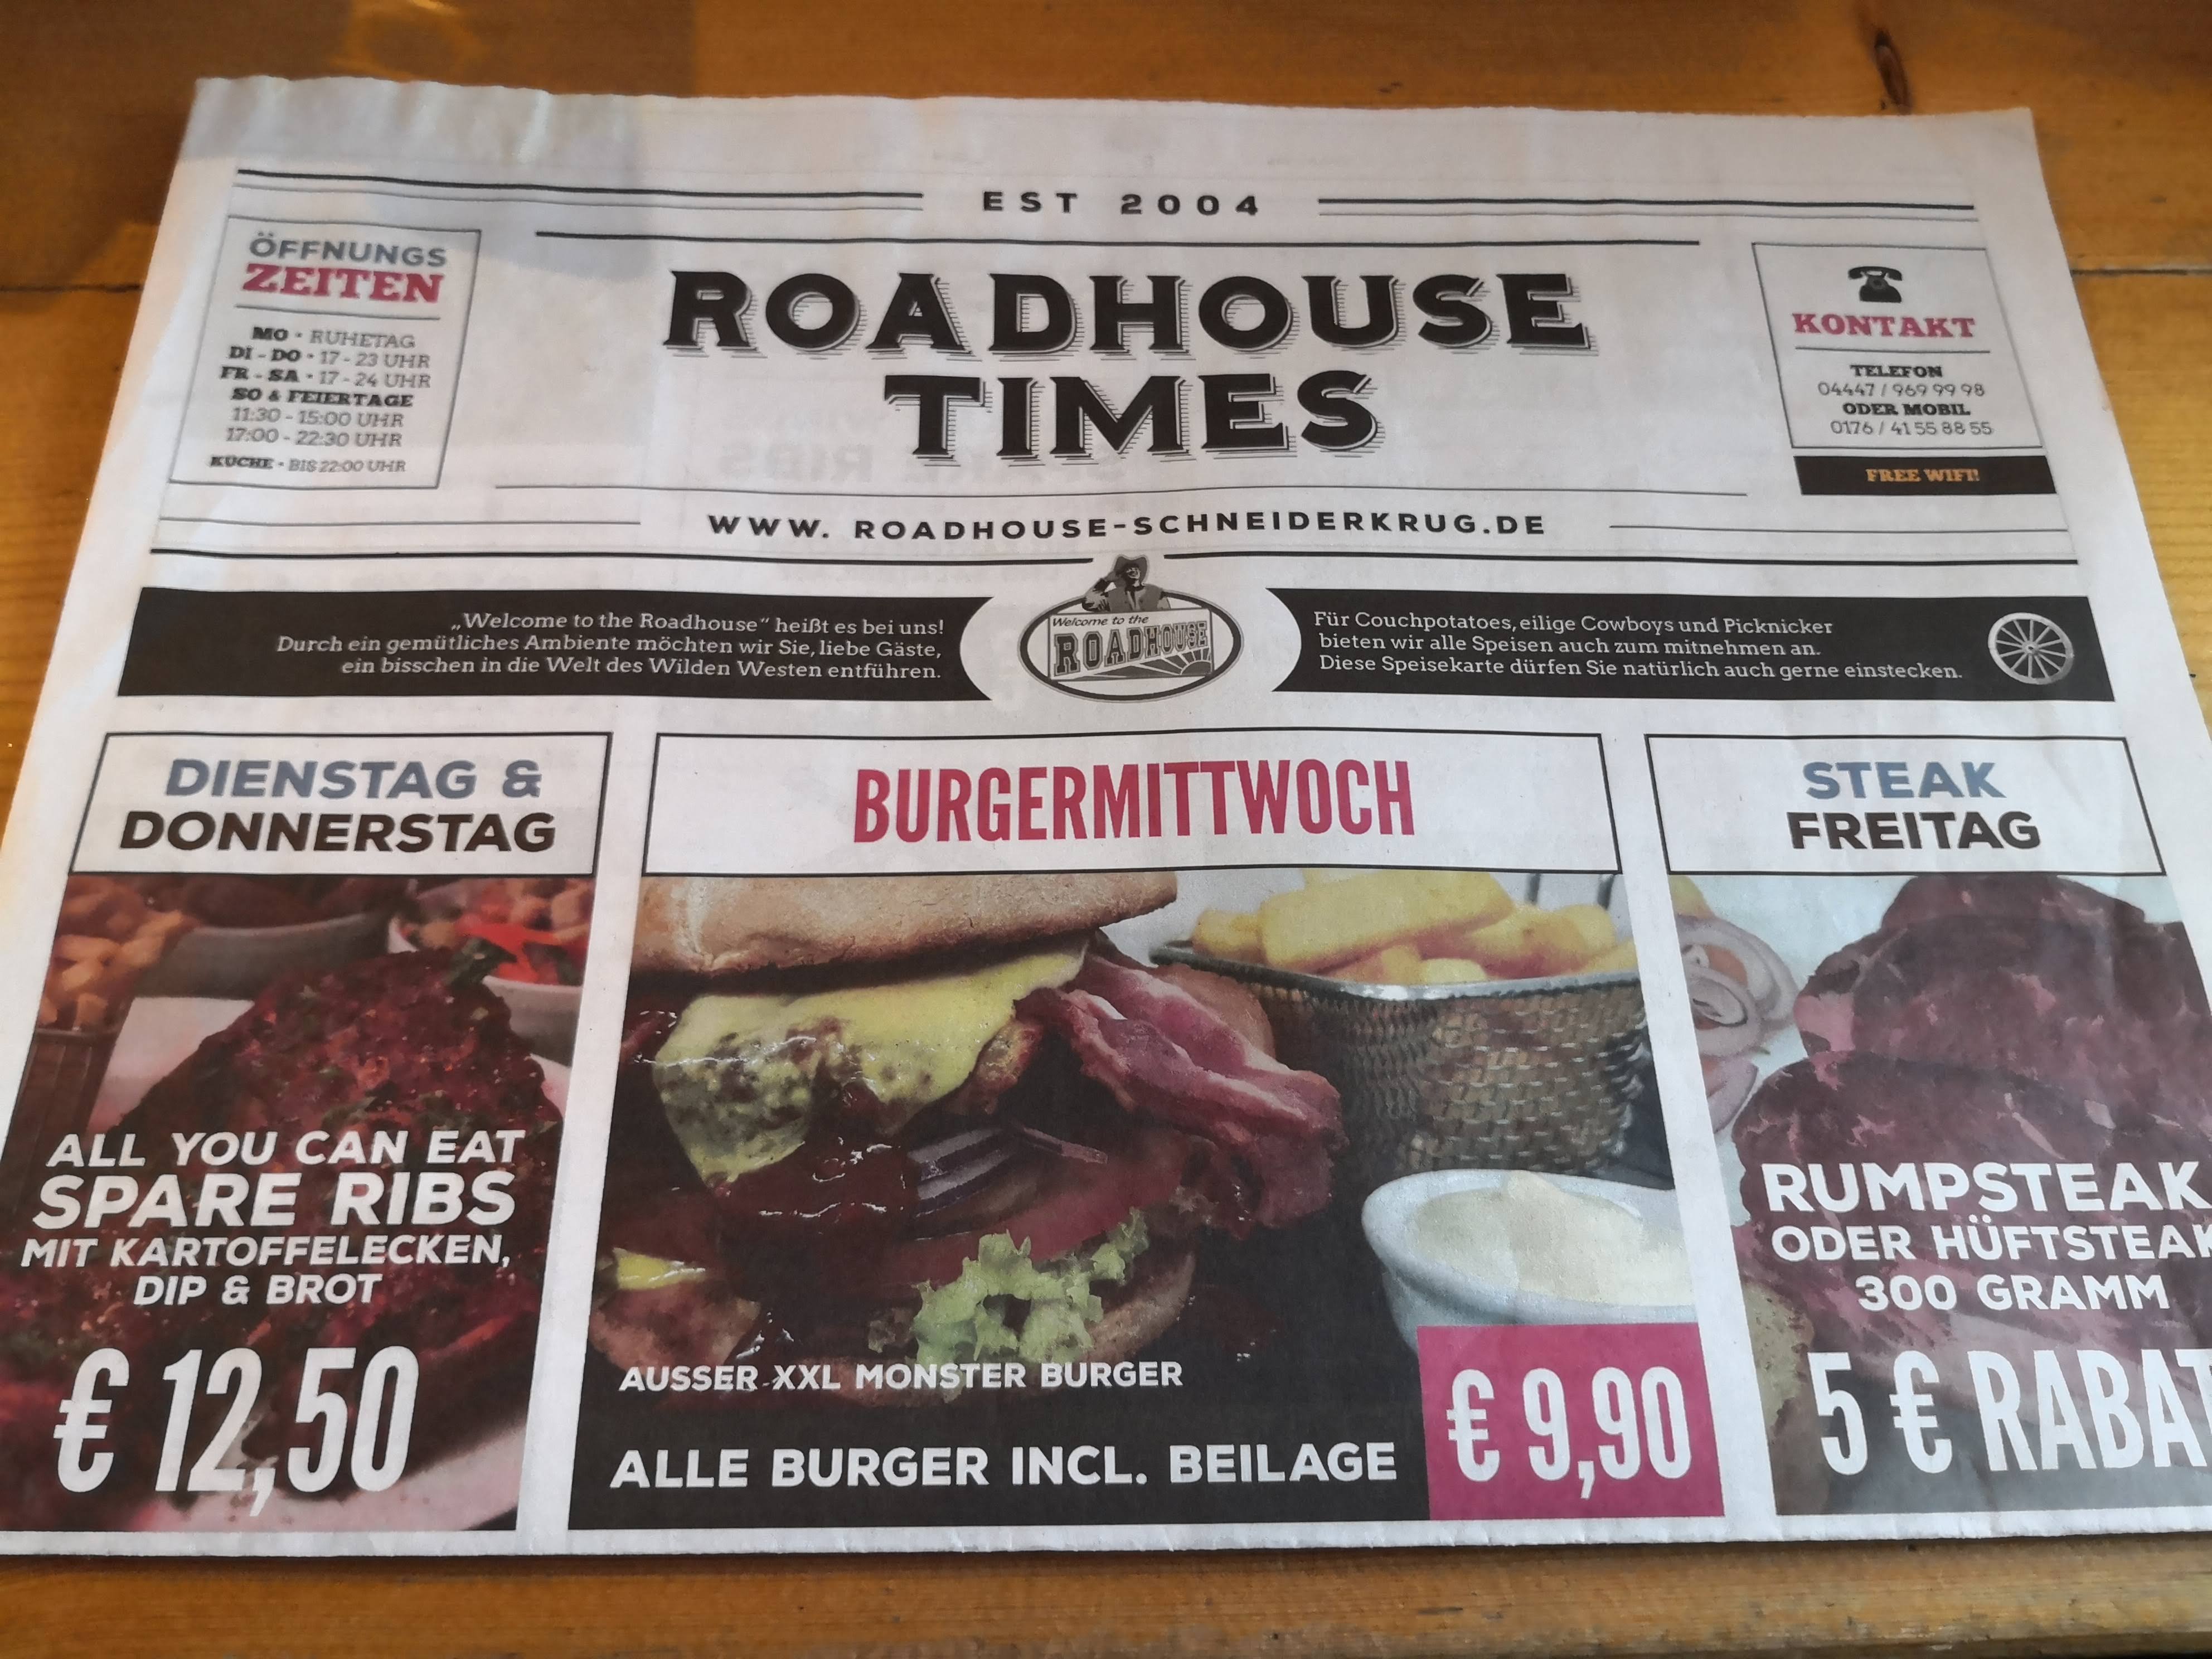 EST 2004
ÖFFNUNGS
ZEITEN
MO • RUHETAG
DI - DO • 17 - 23 UHR
FR - SA • 17 - 24 UHR
SO & FEIERTAGE
11:30 - 15:00 UHR
17:00 - 22:30 UHR
KÜCHE • BIS 22:00 UHR
ROADHOUSE
TIMES
KONTAKT
TELEFON
04447 / 969 99 98
ODER MOBIL
0176 / 41 55 88 55
FREE WIFI!
WWW. ROADHOUSE-SCHNEIDERKRUG.DE
„Welcome to the Roadhouse“ heißt es bei uns!
Durch ein gemütliches Ambiente möchten wir Sie, liebe Gäste,
ein bisschen in die Welt des Wilden Westen entführen.
Welcome to the
ROADHOUSE
Für Couchpotatoes, eilige Cowboys und Picknicker
bieten wir alle Speisen auch zum mitnehmen an.
Diese Speisekarte dürfen Sie natürlich auch gerne einstecken.
DIENSTAG &
DONNERSTAG
ALL YOU CAN EAT
SPARE RIBS
MIT KARTOFFELECKEN,
DIP & BROT
€ 12,50
BURGERMITTWOCH
AUSSER XXL MONSTER BURGER
ALLE BURGER INCL. BEILAGE
€ 9,90
STEAK
FREITAG
RUMPSTEAK
ODER HÜFTSTEAK
300 GRAMM
5 € RABAT